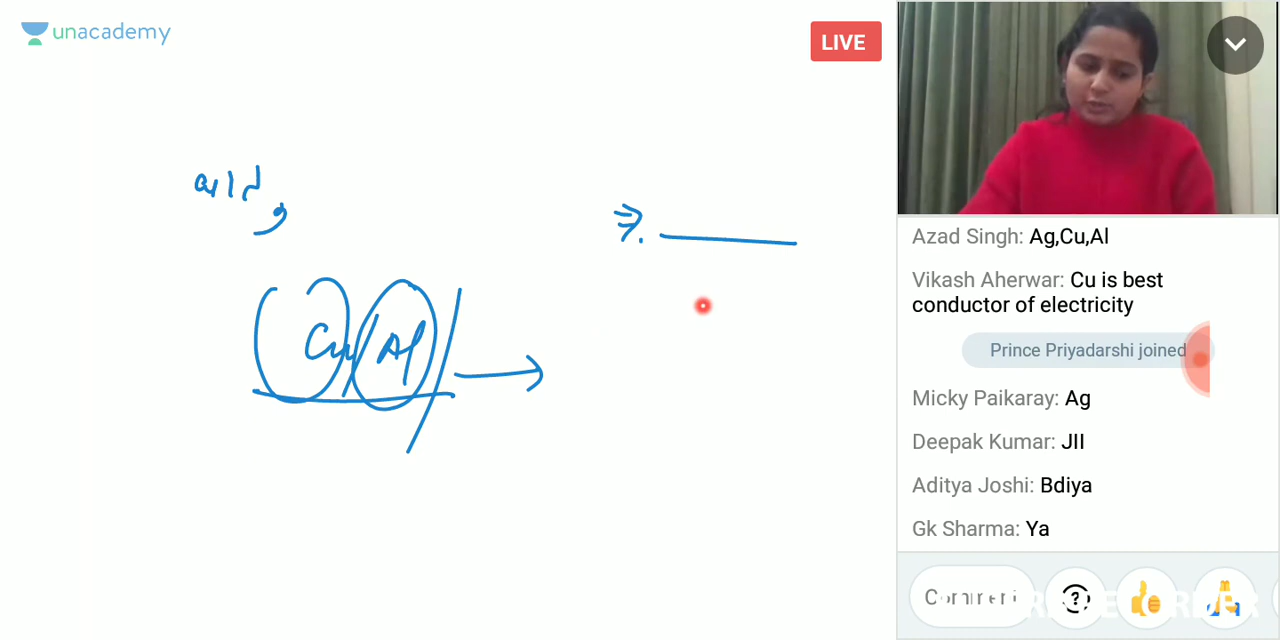 unacademy
LIVE
Cu/Al
Azad Singh: Ag,Cu,Al
Vikash Aherwar: Cu is best
conductor of electricity
Prince Priyadarshi joined
Micky Paikaray: Ag
Deepak Kumar: JII
Aditya Joshi: Bdiya
Gk Sharma: Ya
?